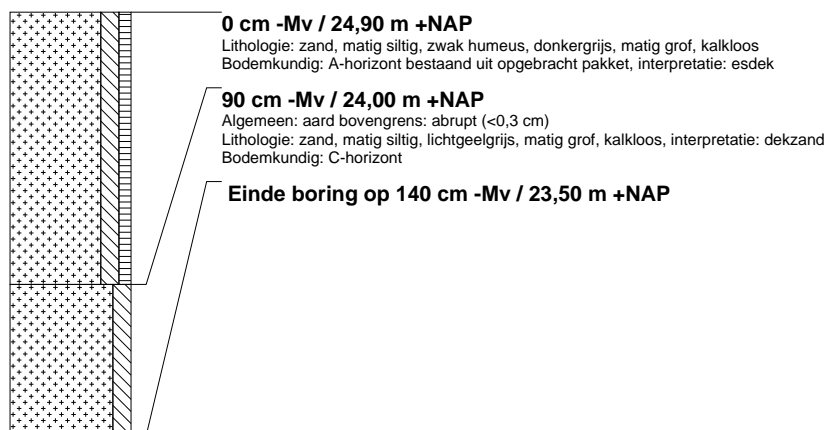 0 cm -Mv / 24,90 m +NAP
Lithologie: zand, matig siltig, zwak humeus, donkergrijs, matig grof, kalkloos
Bodemkundig: A-horizont bestaand uit opgebracht pakket, interpretatie: esdek
90 cm -Mv / 24,00 m +NAP
Algemeen: aard bovengrens: abrupt (<0,3 cm)
Lithologie: zand, matig siltig, lichtgeelgrijs, matig grof, kalkloos, interpretatie: dekzand
Bodemkundig: C-horizont
Einde boring op 140 cm -Mv / 23,50 m +NAP